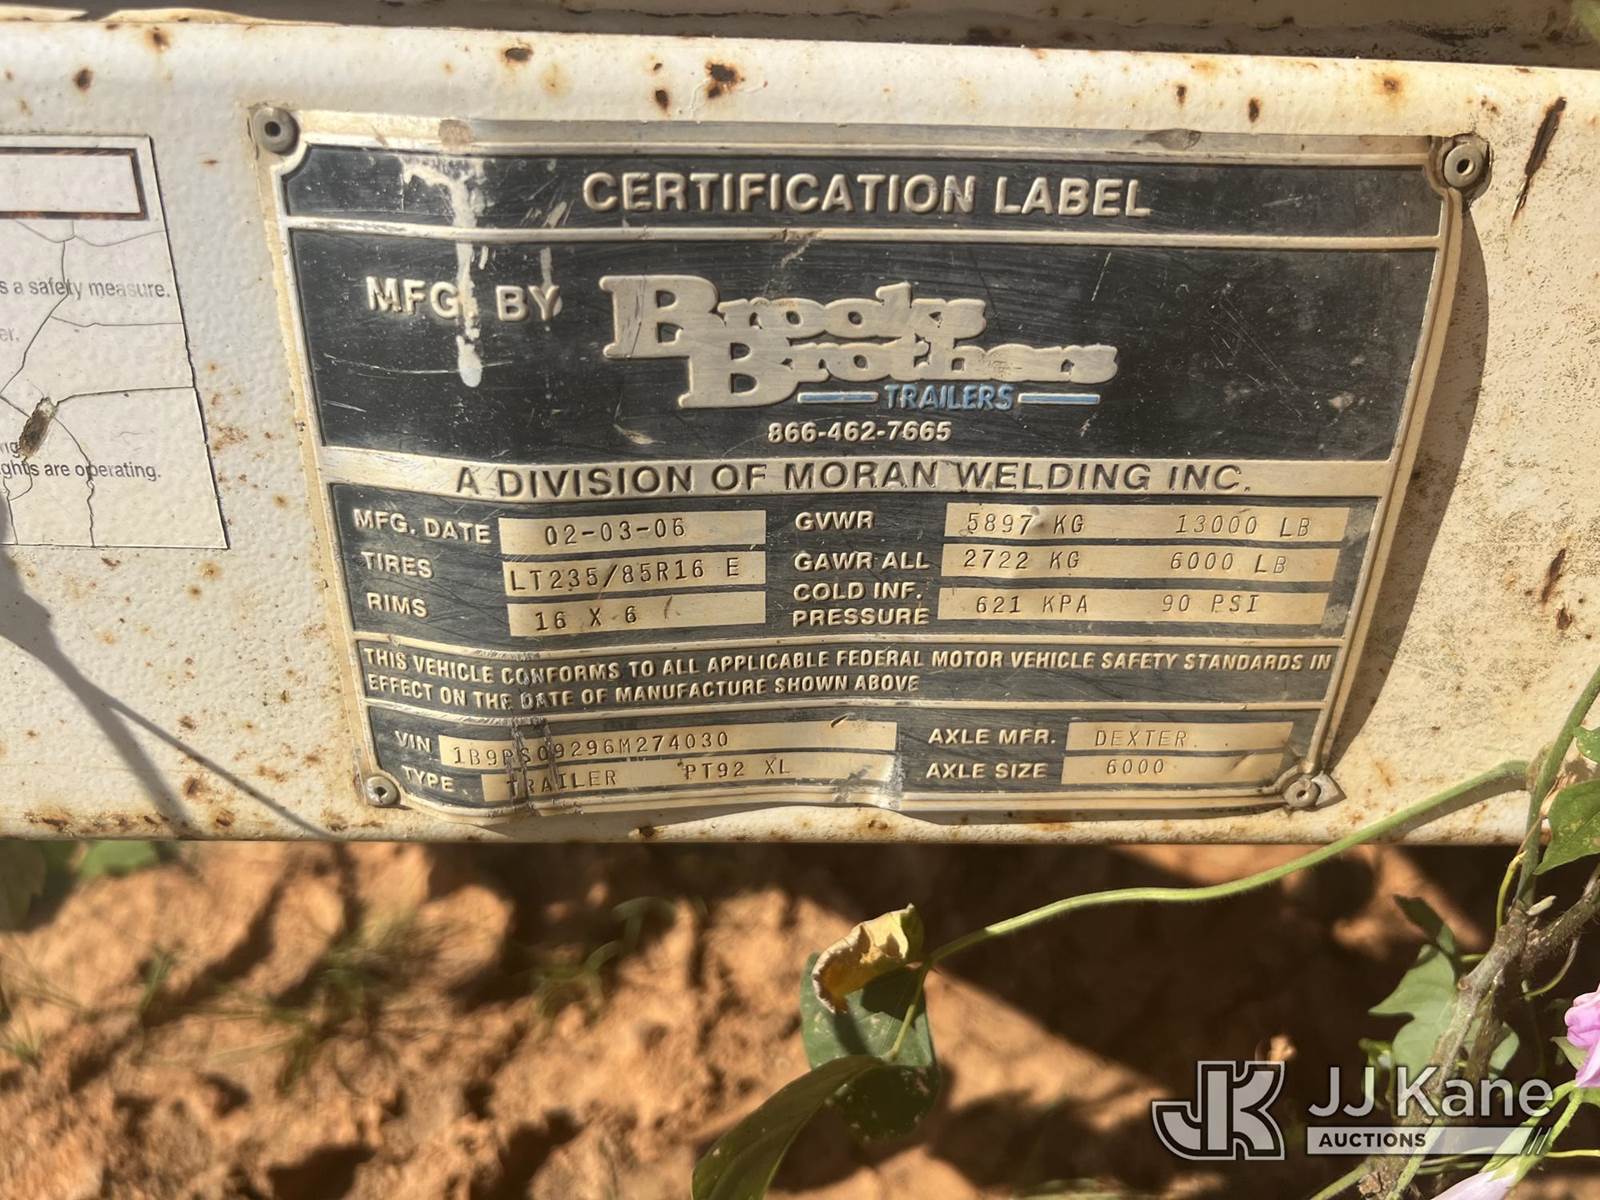 s a safety measure.
er.
ghts are operating.
CERTIFICATION LABEL
MFG. BY Brooks Brothers
TRAILERS
866-462-7665
A DIVISION OF MORAN WELDING INC.
MFG. DATE 02-03-06 GVWR 5897 KG 13000 LB
TIRES LT235/85R16 E GAWR ALL 2722 KG 6000 LB
RIMS 16 X 6 COLD INF. PRESSURE 621 KPA 90 PSI
THIS VEHICLE CONFORMS TO ALL APPLICABLE FEDERAL MOTOR VEHICLE SAFETY STANDARDS IN
EFFECT ON THE DATE OF MANUFACTURE SHOWN ABOVE
VIN 1B9PS09296M274030 AXLE MFR. DEXTER
TYPE TRAILER PT92 XL AXLE SIZE 6000
JK JJ Kane
AUCTIONS